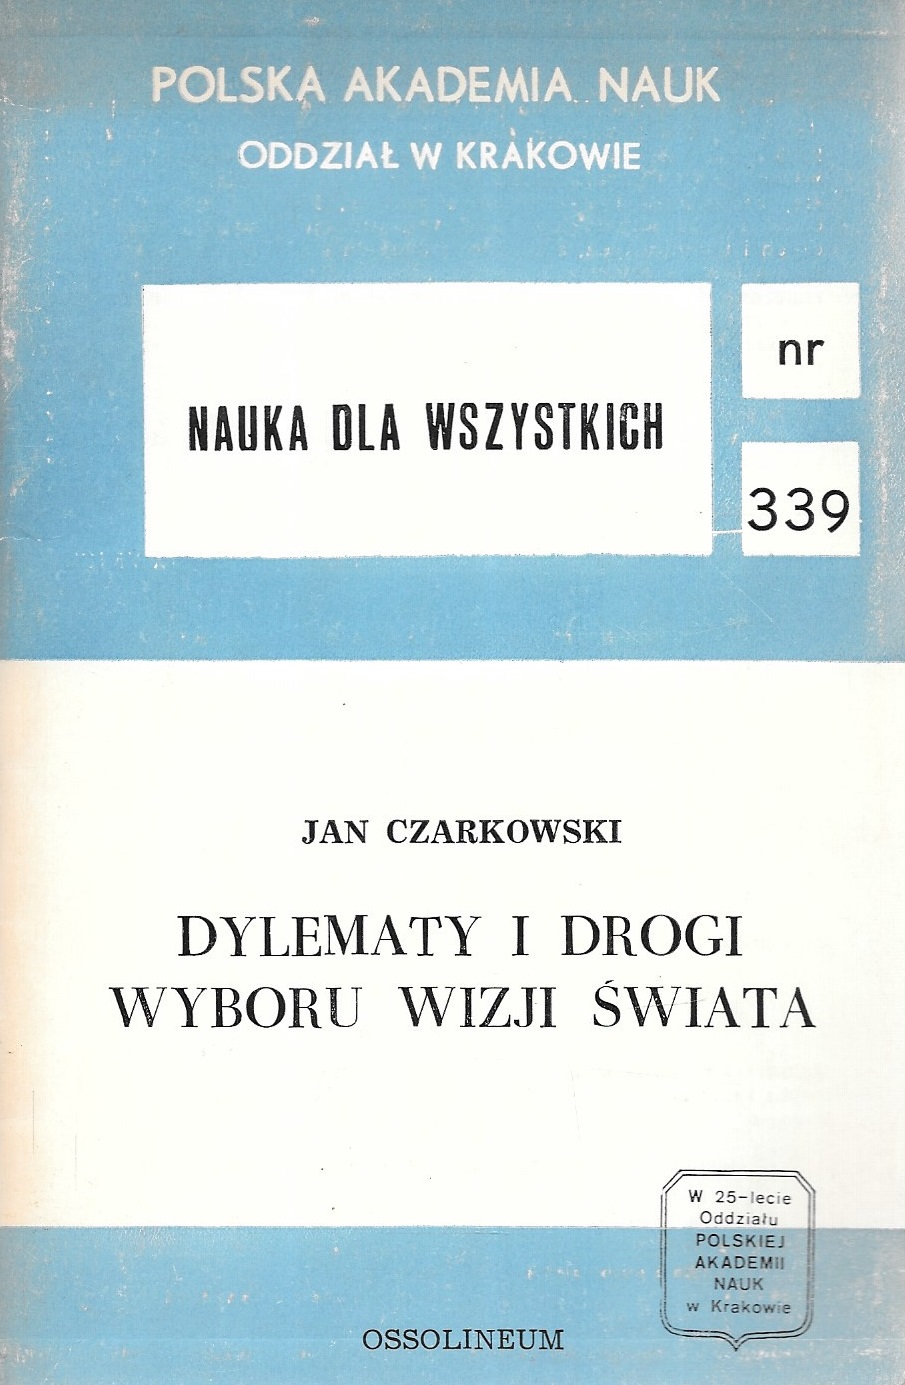 POLSKA AKADEMIA NAUK
ODDZIAŁ W KRAKOWIE
NAUKA DLA WSZYSTKICH
nr
339
JAN CZARKOWSKI
DYLEMATY I DROGI
WYBORU WIZJI ŚWIATA
W 25-lecie
Oddziału
POLSKIEJ
AKADEMII
NAUK
w Krakowie
OSSOLINEUM